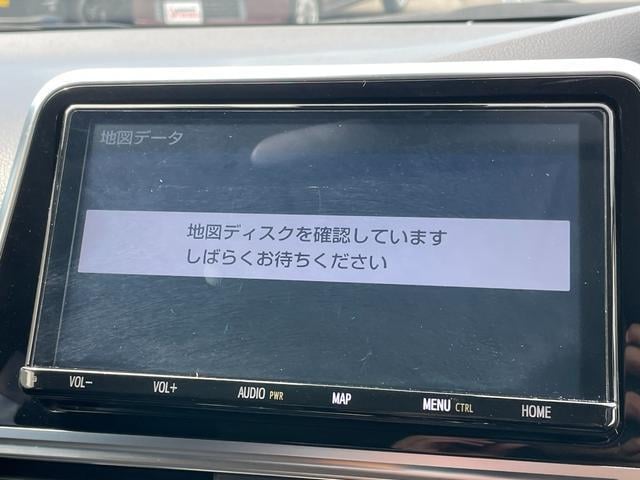 地図データ
地図ディスクを確認しています
しばらくお待ちください
VOL−
VOL+
AUDIO PWR
MAP
MENU CTRL
HOME